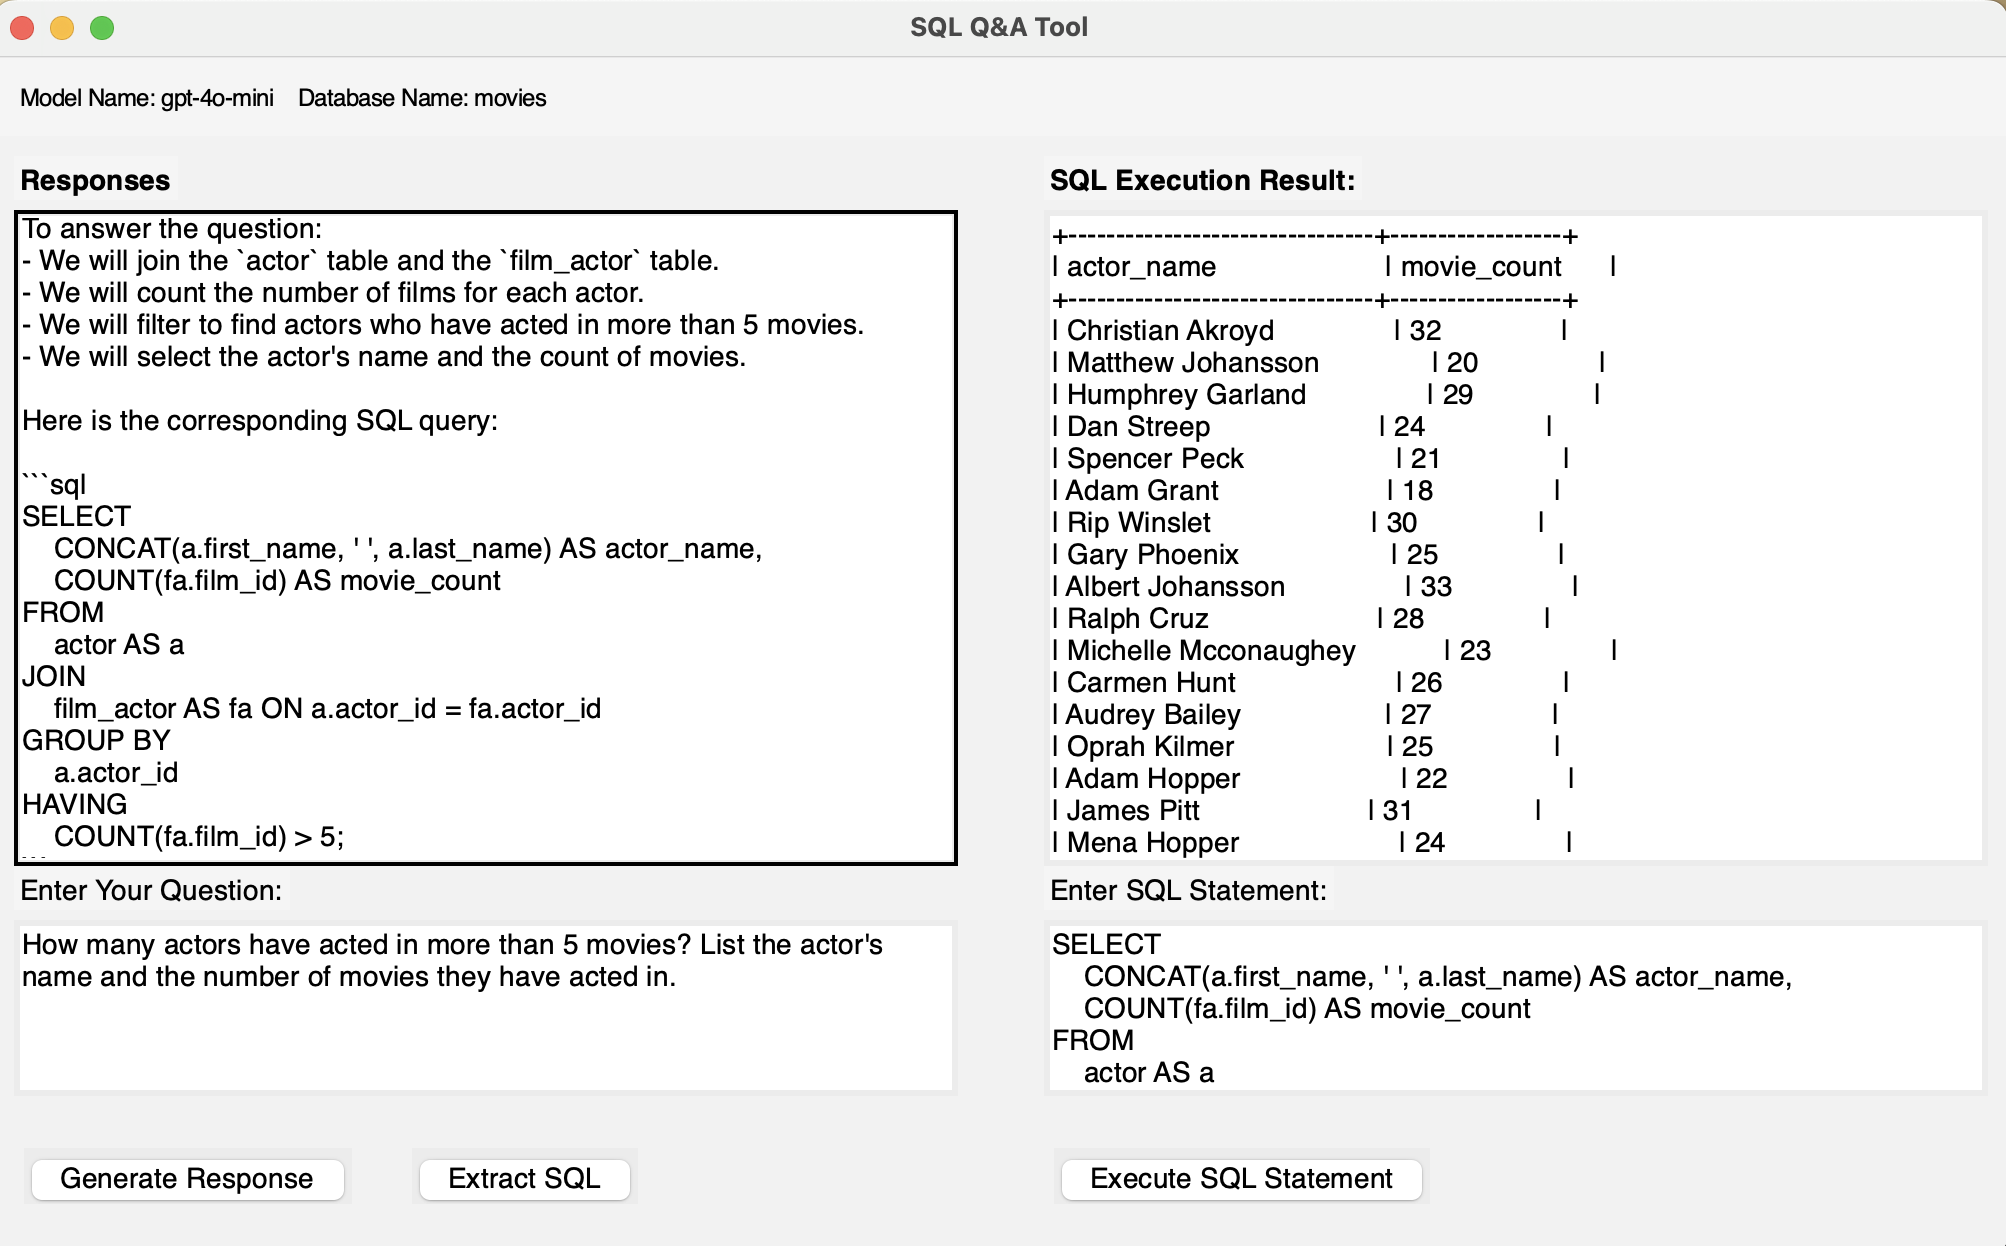 SQL Q&A Tool
Model Name: gpt-4o-mini    Database Name: movies
Responses
To answer the question:
- We will join the `actor` table and the `film_actor` table.
- We will count the number of films for each actor.
- We will filter to find actors who have acted in more than 5 movies.
- We will select the actor's name and the count of movies.
Here is the corresponding SQL query:
```sql
SELECT
    CONCAT(a.first_name, ' ', a.last_name) AS actor_name,
    COUNT(fa.film_id) AS movie_count
FROM
    actor AS a
JOIN
    film_actor AS fa ON a.actor_id = fa.actor_id
GROUP BY
    a.actor_id
HAVING
    COUNT(fa.film_id) > 5;
```
Enter Your Question:
How many actors have acted in more than 5 movies? List the actor's
name and the number of movies they have acted in.
Generate Response    Extract SQL
SQL Execution Result:
+--------------------------------+------------------+
| actor_name | movie_count |
+--------------------------------+------------------+
| Christian Akroyd | 32 |
| Matthew Johansson | 20 |
| Humphrey Garland | 29 |
| Dan Streep | 24 |
| Spencer Peck | 21 |
| Adam Grant | 18 |
| Rip Winslet | 30 |
| Gary Phoenix | 25 |
| Albert Johansson | 33 |
| Ralph Cruz | 28 |
| Michelle Mcconaughey | 23 |
| Carmen Hunt | 26 |
| Audrey Bailey | 27 |
| Oprah Kilmer | 25 |
| Adam Hopper | 22 |
| James Pitt | 31 |
| Mena Hopper | 24 |
Enter SQL Statement:
SELECT
    CONCAT(a.first_name, ' ', a.last_name) AS actor_name,
    COUNT(fa.film_id) AS movie_count
FROM
    actor AS a
Execute SQL Statement